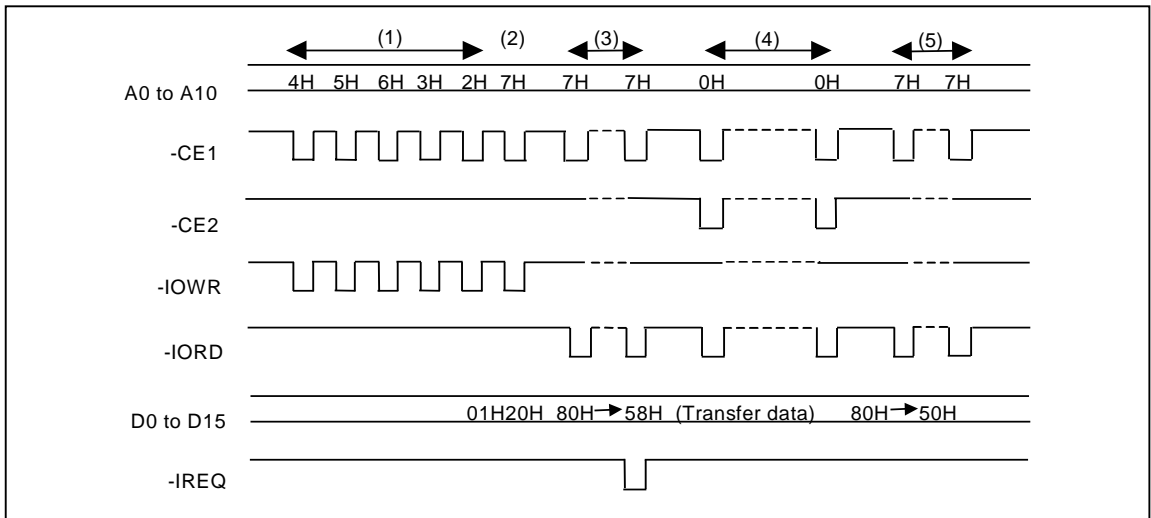 (1) (2) (3) (4) (5)
A0 to A10 4H 5H 6H 3H 2H 7H 7H 7H 0H 0H 7H 7H
-CE1
-CE2
-IOWR
-IORD
D0 to D15 01H20H 80H→58H (Transfer data) 80H→50H
-IREQ